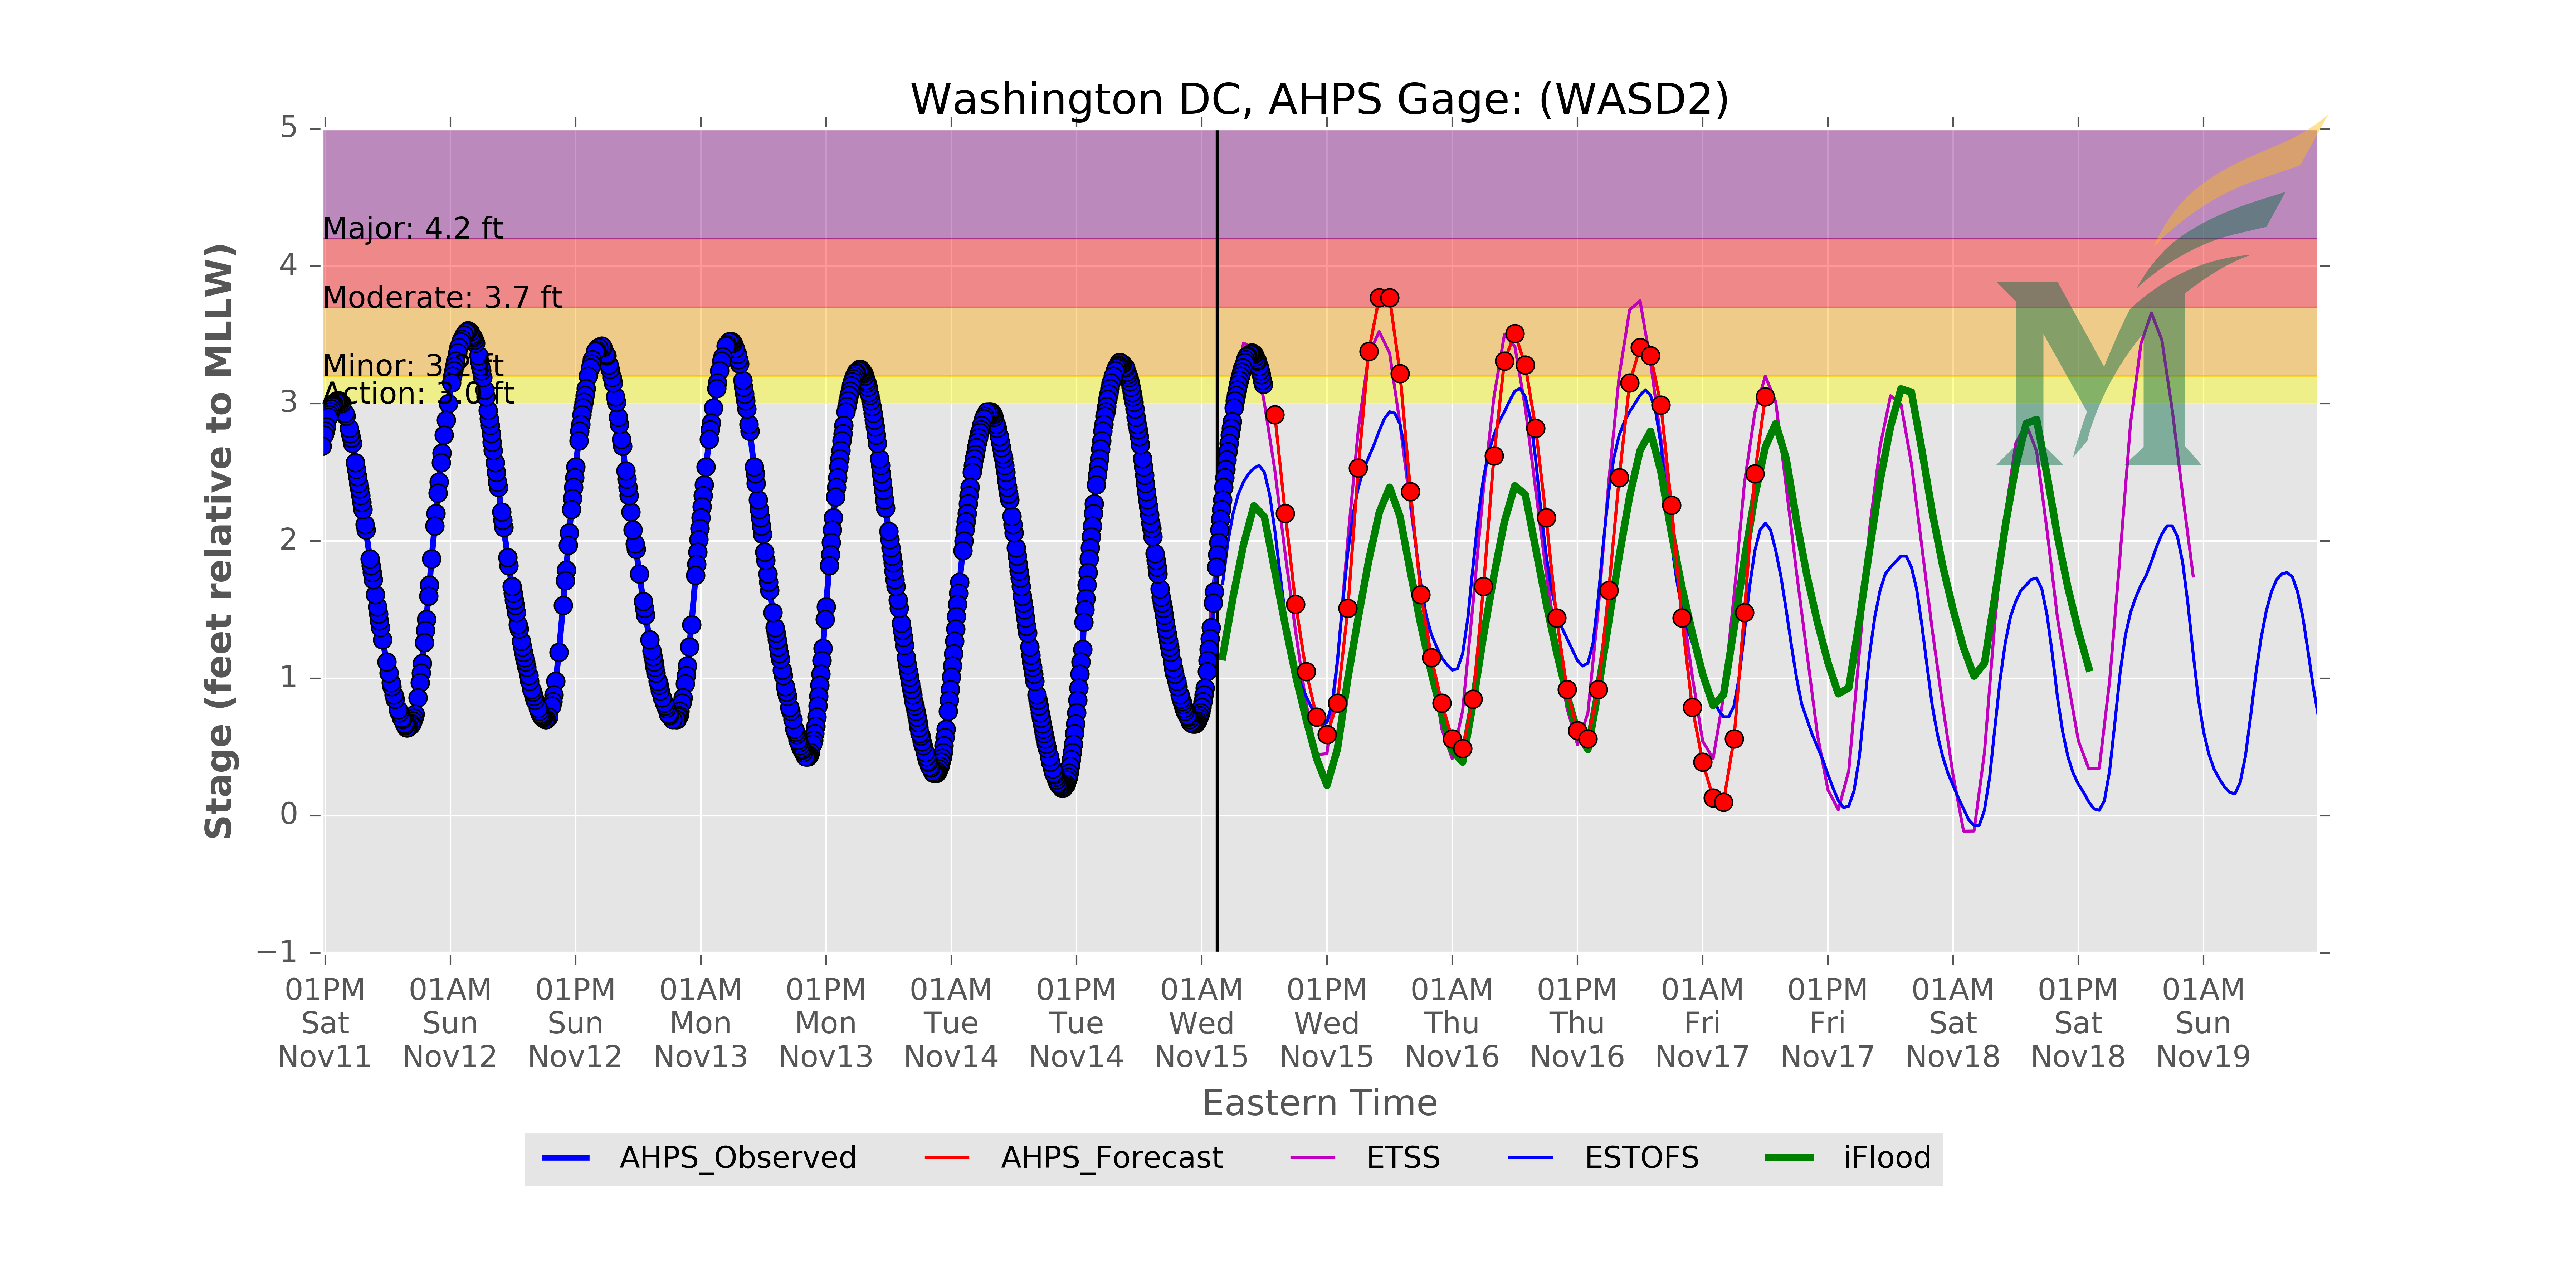 Washington DC, AHPS Gage: (WASD2)
5
4
3
2
1
0
−1
Stage (feet relative to MLLW)
Major: 4.2 ft
Moderate: 3.7 ft
Minor: 3.2 ft
Action: 3.0 ft
01PM 01AM 01PM 01AM 01PM 01AM 01PM 01AM 01PM 01AM 01PM 01AM 01PM 01AM 01PM 01AM
Sat Sun Sun Mon Mon Tue Tue Wed Wed Thu Thu Fri Fri Sat Sat Sun
Nov11 Nov12 Nov12 Nov13 Nov13 Nov14 Nov14 Nov15 Nov15 Nov16 Nov16 Nov17 Nov17 Nov18 Nov18 Nov19
Eastern Time
AHPS_Observed AHPS_Forecast ETSS ESTOFS iFlood